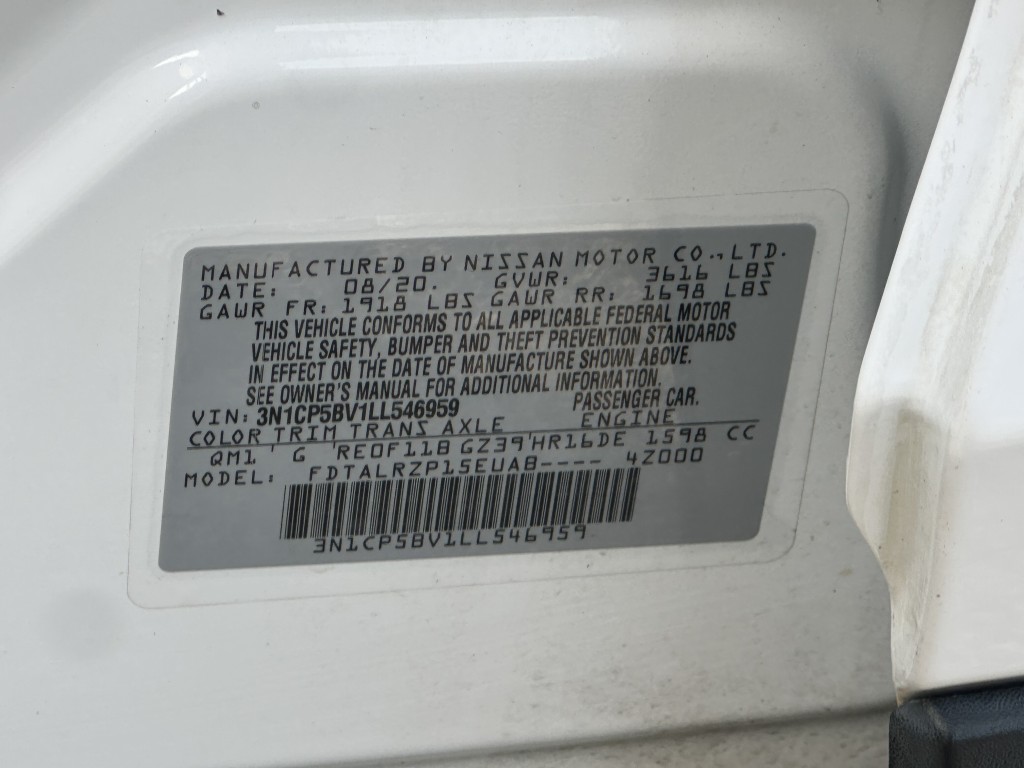 MANUFACTURED BY NISSAN MOTOR CO.,LTD.
DATE: 08/20. GVWR: 3616 LBS
GAWR FR: 1918 LBS GAWR RR: 1698 LBS
THIS VEHICLE CONFORMS TO ALL APPLICABLE FEDERAL MOTOR
VEHICLE SAFETY, BUMPER AND THEFT PREVENTION STANDARDS
IN EFFECT ON THE DATE OF MANUFACTURE SHOWN ABOVE.
SEE OWNER'S MANUAL FOR ADDITIONAL INFORMATION.
VIN: 3N1CP5BV1LL546959 PASSENGER CAR.
COLOR TRIM TRANS AXLE ENGINE
QM1 ' G 'RE0F11B GZ39'HR16DE 1598 CC
MODEL: FDTALRZP15EUAB---- 4Z000
3N1CP5BV1LL546959